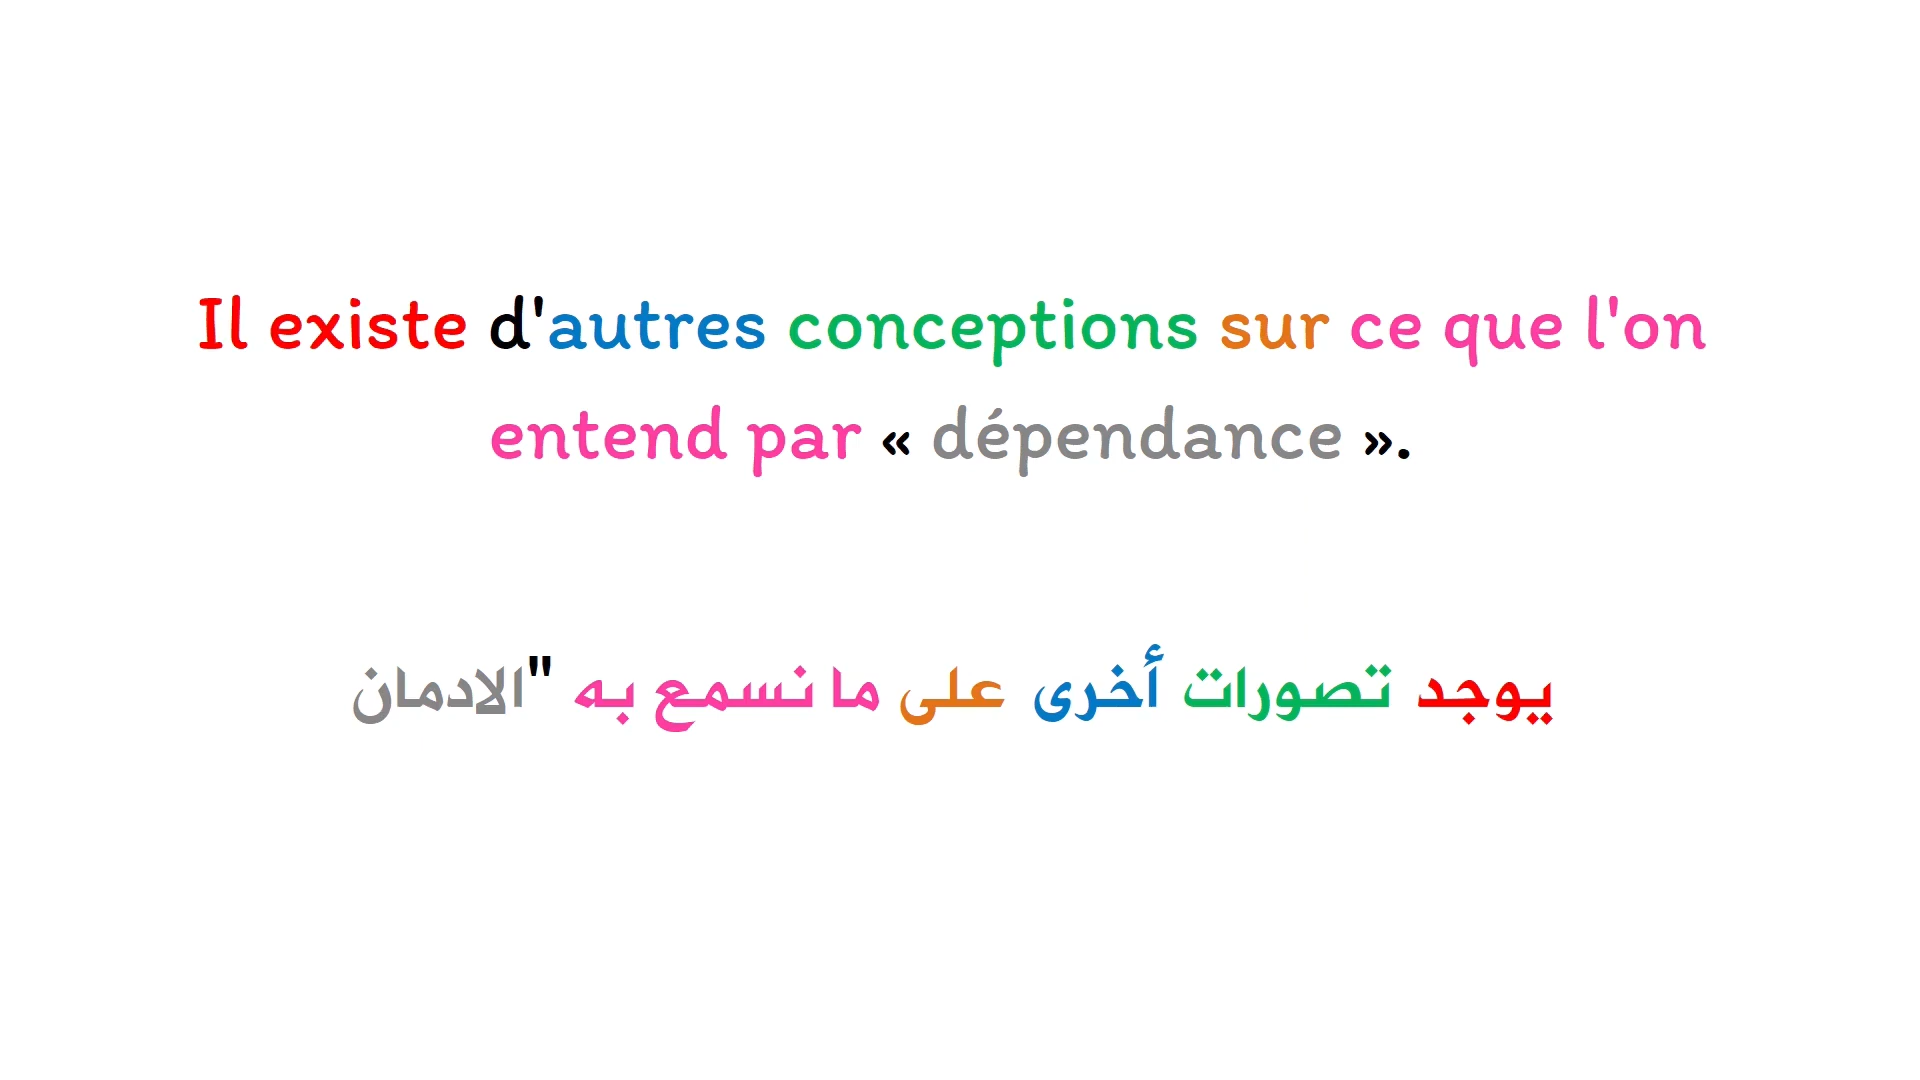 Il existe d'autres conceptions sur ce que l'on
entend par « dépendance ».
يوجد تصورات أخرى على ما نسمع به "الادمان